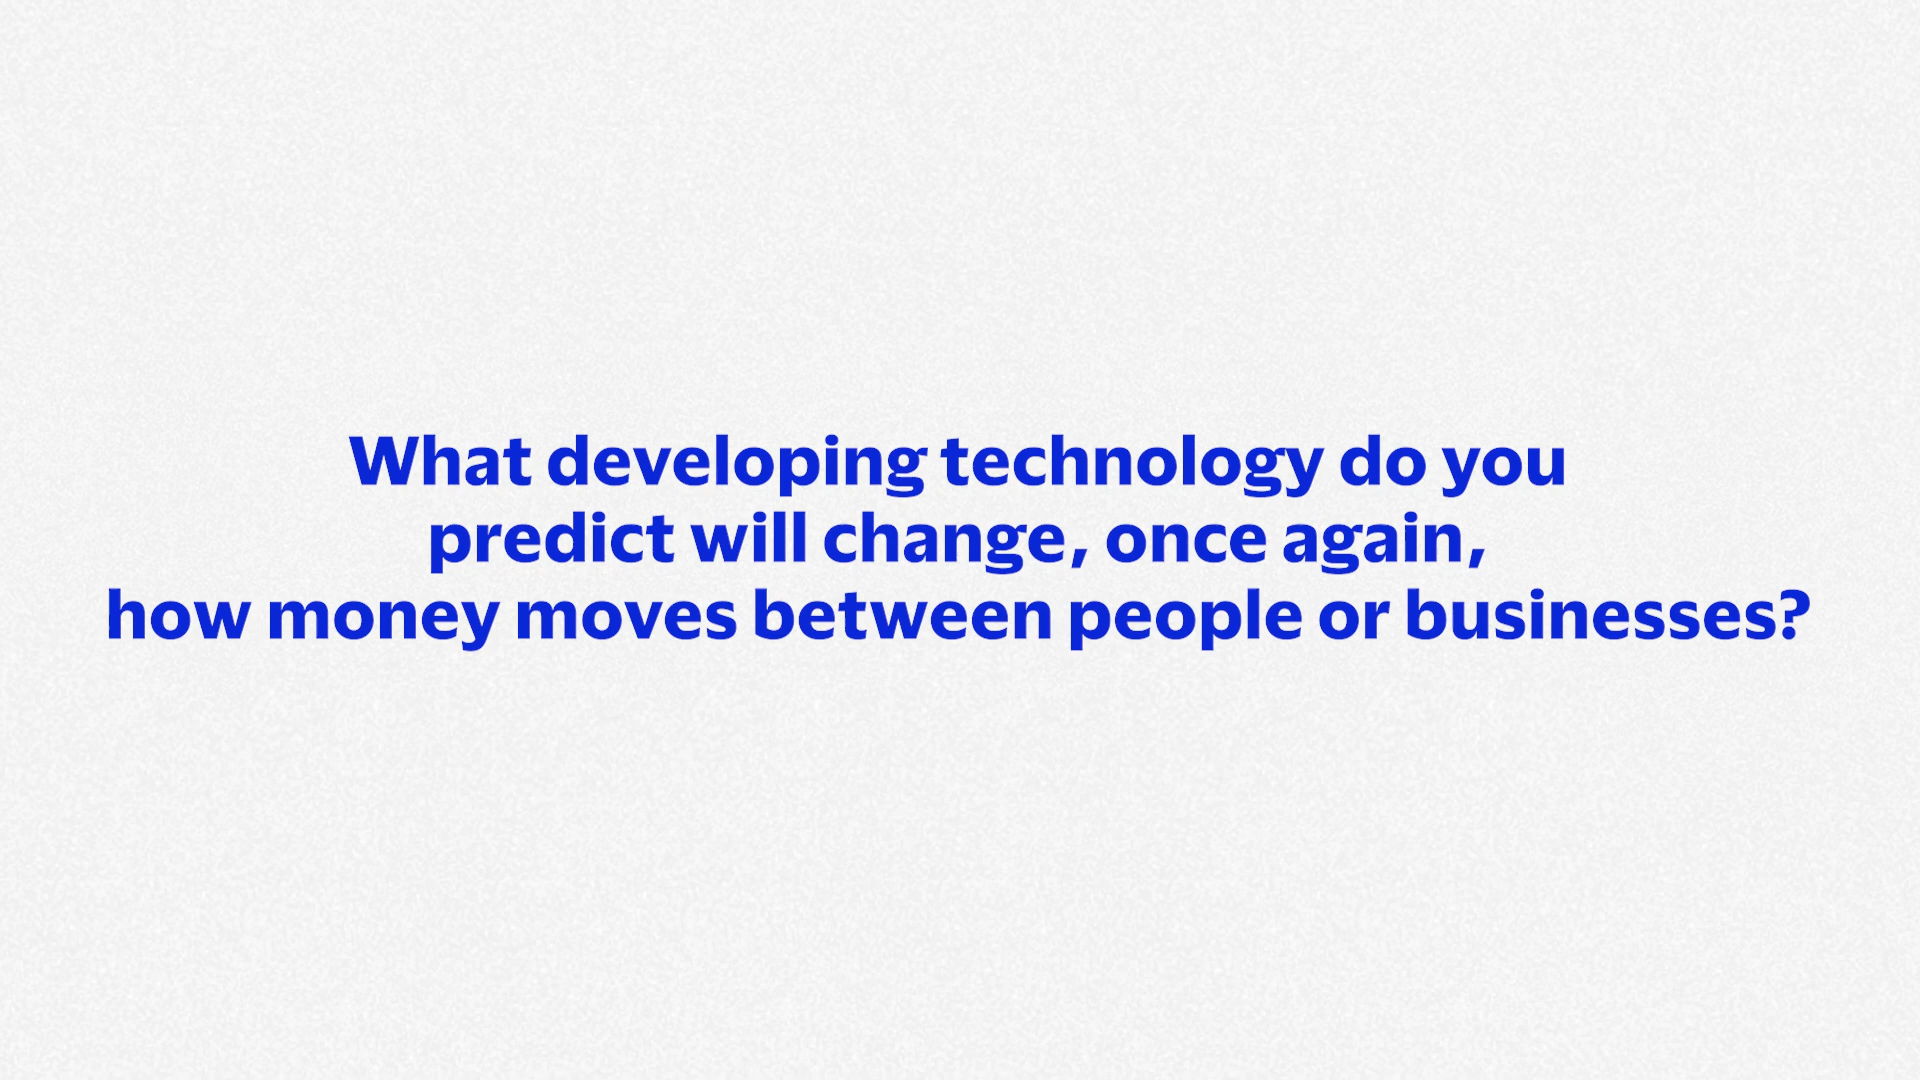 What developing technology do you
predict will change, once again,
how money moves between people or businesses?